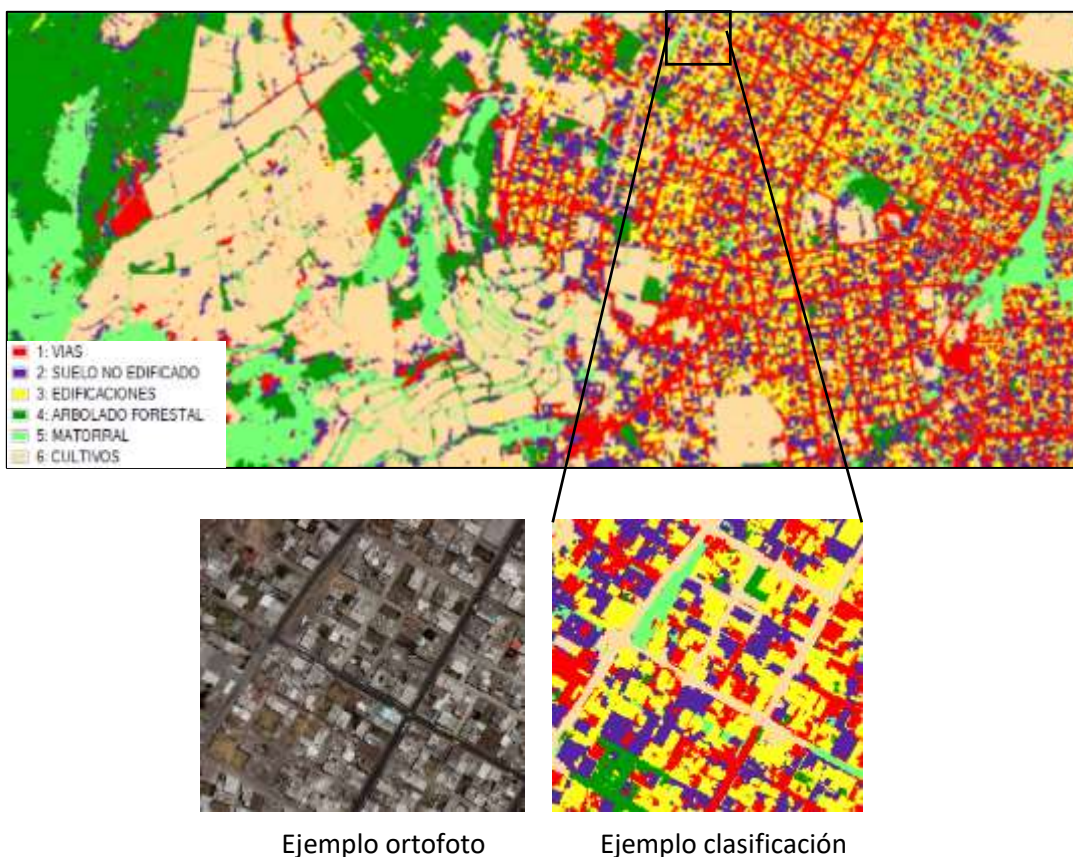 1: VIAS
2: SUELO NO EDIFICADO
3: EDIFICACIONES
4: ARBOLADO FORESTAL
5: MATORRAL
6: CULTIVOS
Ejemplo ortofoto
Ejemplo clasificación